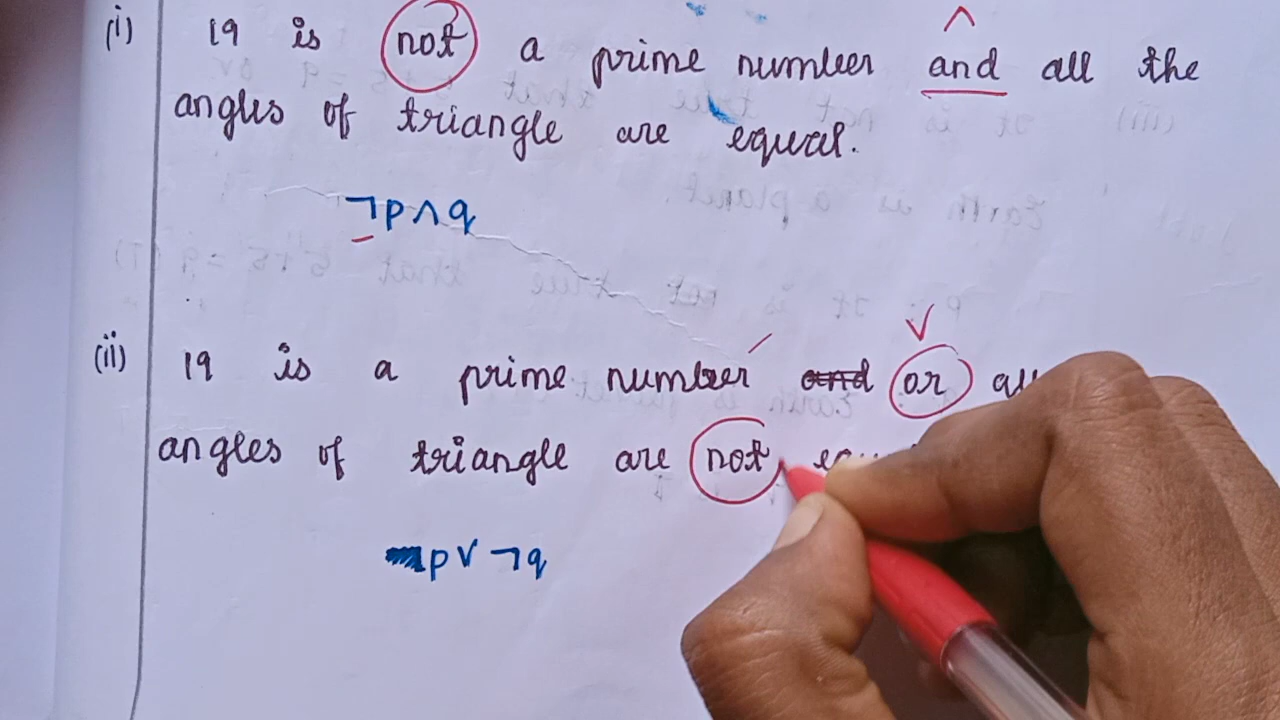 (i) 19 is not a prime number and all the
∧
angles of triangle are equal.
¬p∧q
(ii) 19 is a prime number and or
∨
angles of triangle are not
p∨¬q